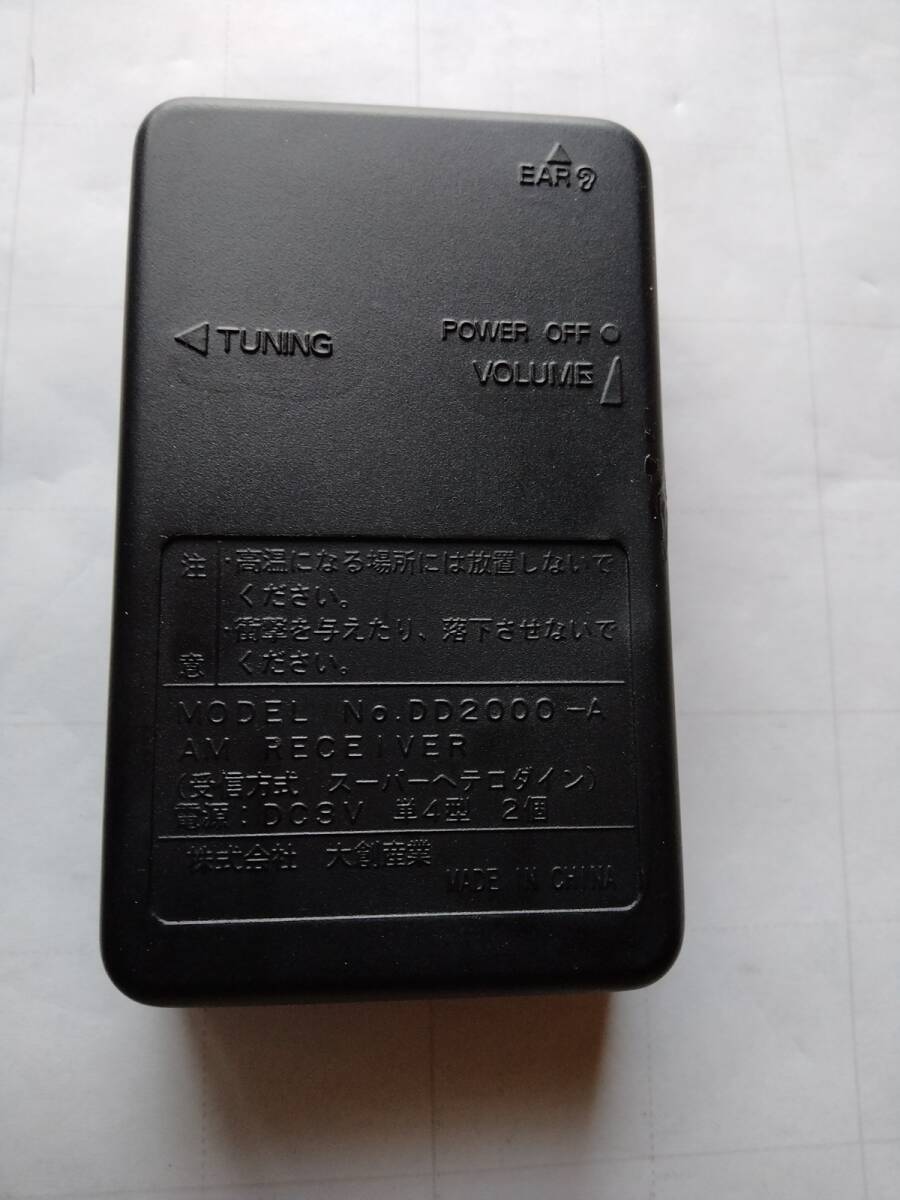 EAR
◁ TUNING
POWER OFF ○
VOLUME
注意
・高温になる場所には放置しないで
ください。
・衝撃を与えたり、落下させないで
ください。
MODEL No.DD2000-A
AM RECEIVER
(受信方式 スーパーヘテロダイン)
電源:DC3V 単4型 2個
株式会社 大創産業
MADE IN CHINA